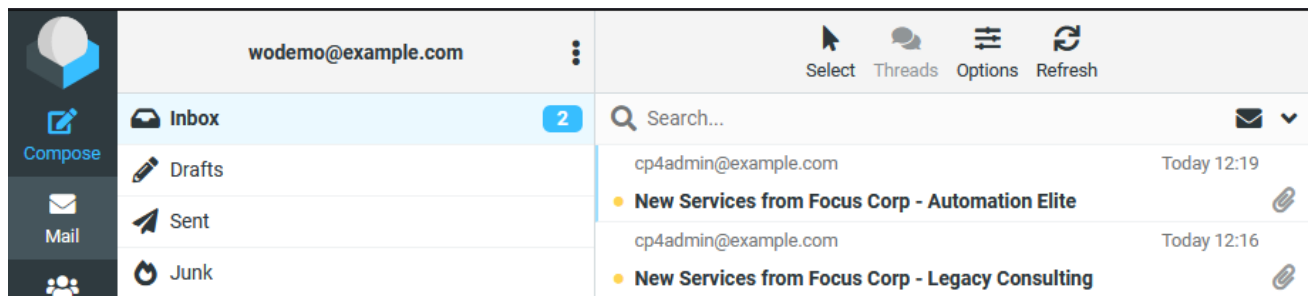 wodemo@example.com
Select Threads Options Refresh
Compose
Mail
Inbox 2
Drafts
Sent
Junk
Search...
cp4admin@example.com Today 12:19
New Services from Focus Corp - Automation Elite
cp4admin@example.com Today 12:16
New Services from Focus Corp - Legacy Consulting